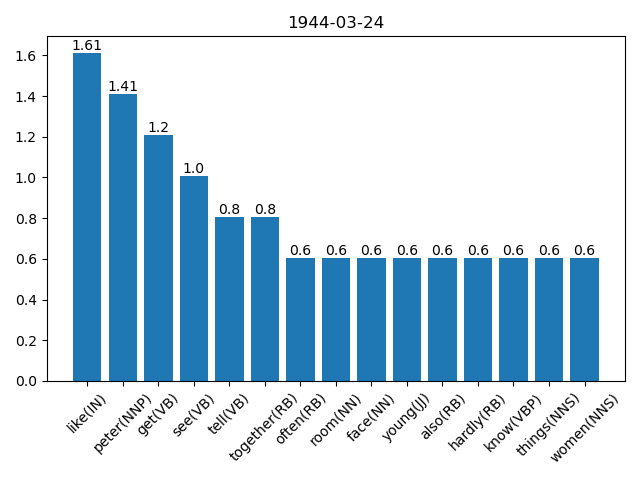 1944-03-24
1.61
1.41
1.2
1.0
0.8
0.8
0.6
0.6
0.6
0.6
0.6
0.6
0.6
0.6
0.6
1.6
1.4
1.2
1.0
0.8
0.6
0.4
0.2
0.0
like(IN)
peter(NNP)
get(VB)
see(VB)
tell(VB)
together(RB)
often(RB)
room(NN)
face(NN)
young(JJ)
also(RB)
hardly(RB)
know(VBP)
things(NNS)
women(NNS)